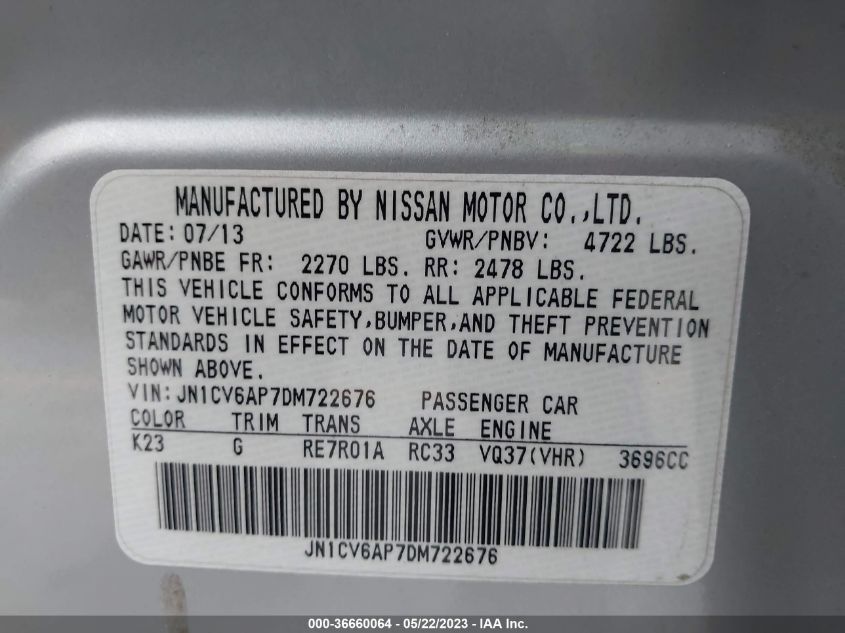 MANUFACTURED BY NISSAN MOTOR CO.,LTD.
DATE: 07/13 GVWR/PNBV: 4722 LBS.
GAWR/PNBE FR: 2270 LBS. RR: 2478 LBS.
THIS VEHICLE CONFORMS TO ALL APPLICABLE FEDERAL
MOTOR VEHICLE SAFETY,BUMPER,AND THEFT PREVENTION
STANDARDS IN EFFECT ON THE DATE OF MANUFACTURE
SHOWN ABOVE.
VIN: JN1CV6AP7DM722676 PASSENGER CAR
COLOR TRIM TRANS AXLE ENGINE
K23 G RE7R01A RC33 VQ37(VHR) 3696CC
JN1CV6AP7DM722676
000-36660064 - 05/22/2023 - IAA Inc.